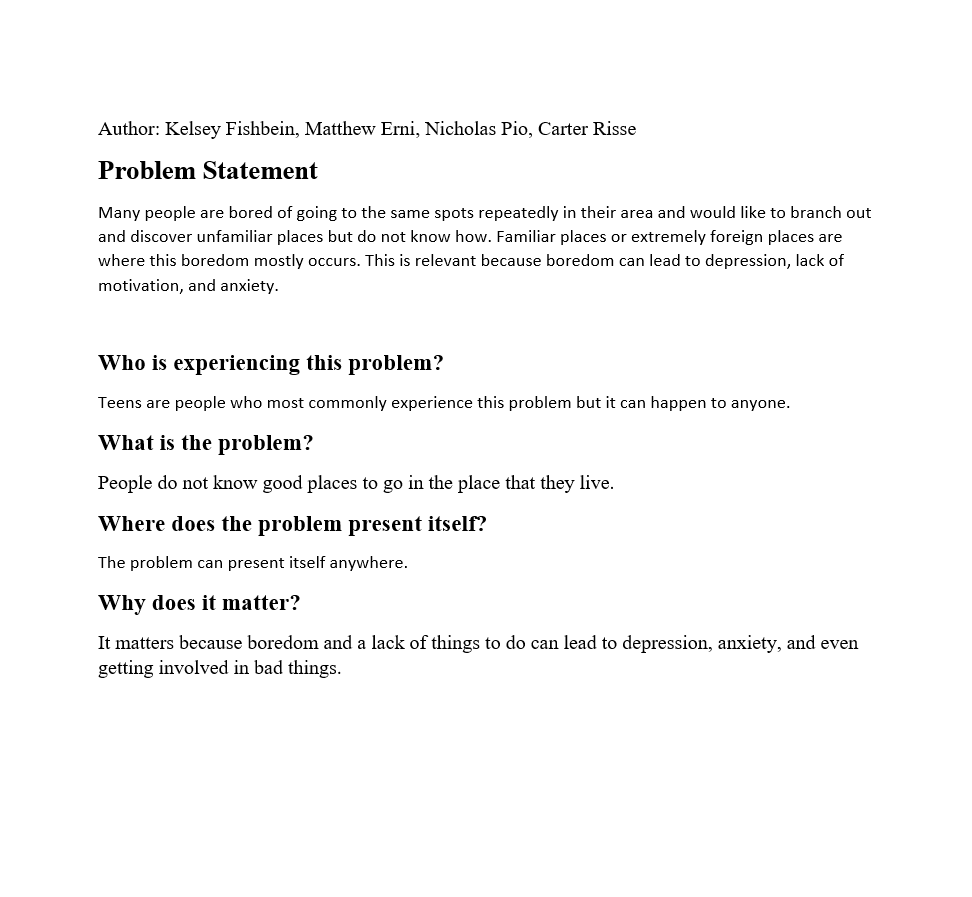 Author: Kelsey Fishbein, Matthew Erni, Nicholas Pio, Carter Risse
Problem Statement
Many people are bored of going to the same spots repeatedly in their area and would like to branch out
and discover unfamiliar places but do not know how. Familiar places or extremely foreign places are
where this boredom mostly occurs. This is relevant because boredom can lead to depression, lack of
motivation, and anxiety.
Who is experiencing this problem?
Teens are people who most commonly experience this problem but it can happen to anyone.
What is the problem?
People do not know good places to go in the place that they live.
Where does the problem present itself?
The problem can present itself anywhere.
Why does it matter?
It matters because boredom and a lack of things to do can lead to depression, anxiety, and even
getting involved in bad things.